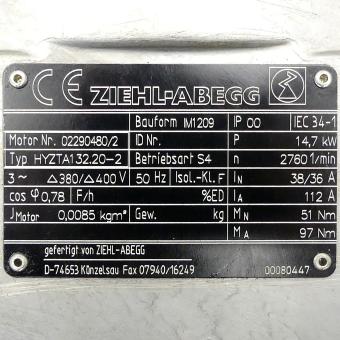 CE ZIEHL-ABEGG
Bauform IM1209 IP 00 IEC 34-1
Motor Nr. 02290480/2 ID Nr. P 14,7 kW
Typ HYZTA132.20-2 Betriebsart S4 n 2760 1/min
3~ △380/△400 V 50 Hz Isol.-Kl. F IN 38/36 A
cos φ 0,78 F/h %ED IA 112 A
JMotor 0,0085 kgm² Gew. kg MN 51 Nm
MA 97 Nm
gefertigt von ZIEHL-ABEGG
D-74653 Künzelsau Fax 07940/16249 00080447